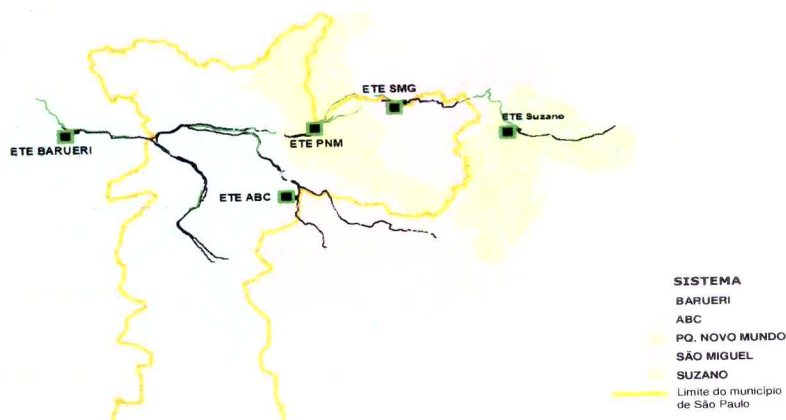 ETE SMG
ETE Suzano
ETE PNM
ETE BARUERI
ETE ABC
SISTEMA
BARUERI
ABC
PQ. NOVO MUNDO
SÃO MIGUEL
SUZANO
Limite do município
de São Paulo